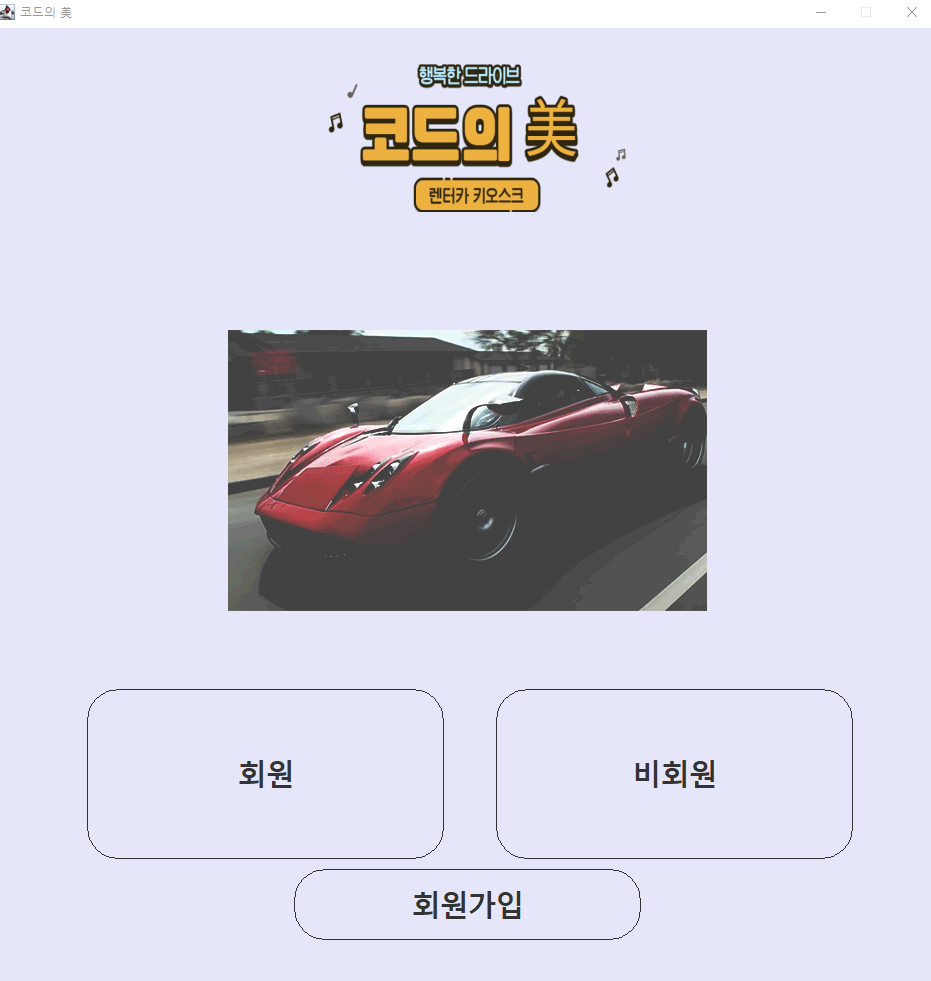 코드의 美
행복한 드라이브
코드의 美
렌터카 키오스크
회원
비회원
회원가입